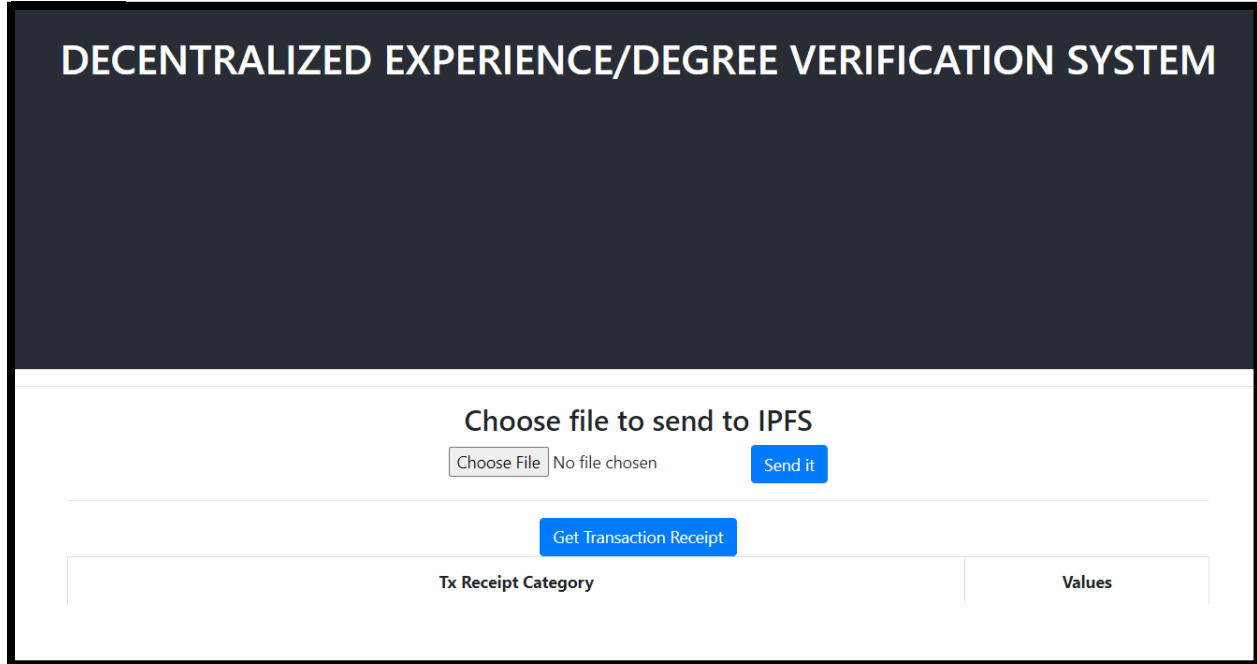 DECENTRALIZED EXPERIENCE/DEGREE VERIFICATION SYSTEM
Choose file to send to IPFS
Choose File No file chosen Send it
Get Transaction Receipt
Tx Receipt Category Values